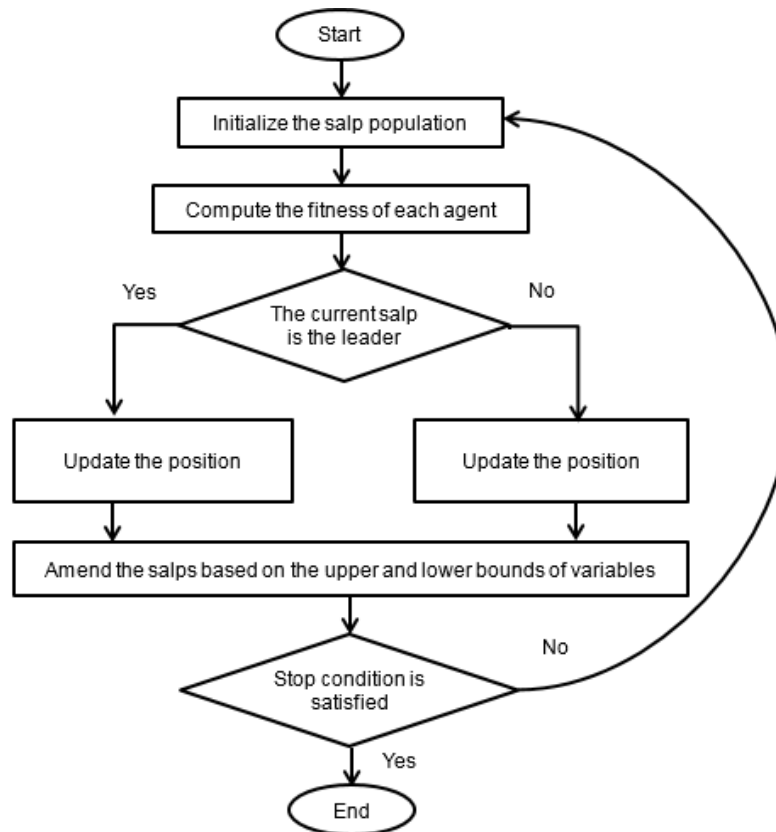 Start
Initialize the salp population
Compute the fitness of each agent
Yes
No
The current salp
is the leader
Update the position
Update the position
Amend the salps based on the upper and lower bounds of variables
No
Stop condition is
satisfied
Yes
End